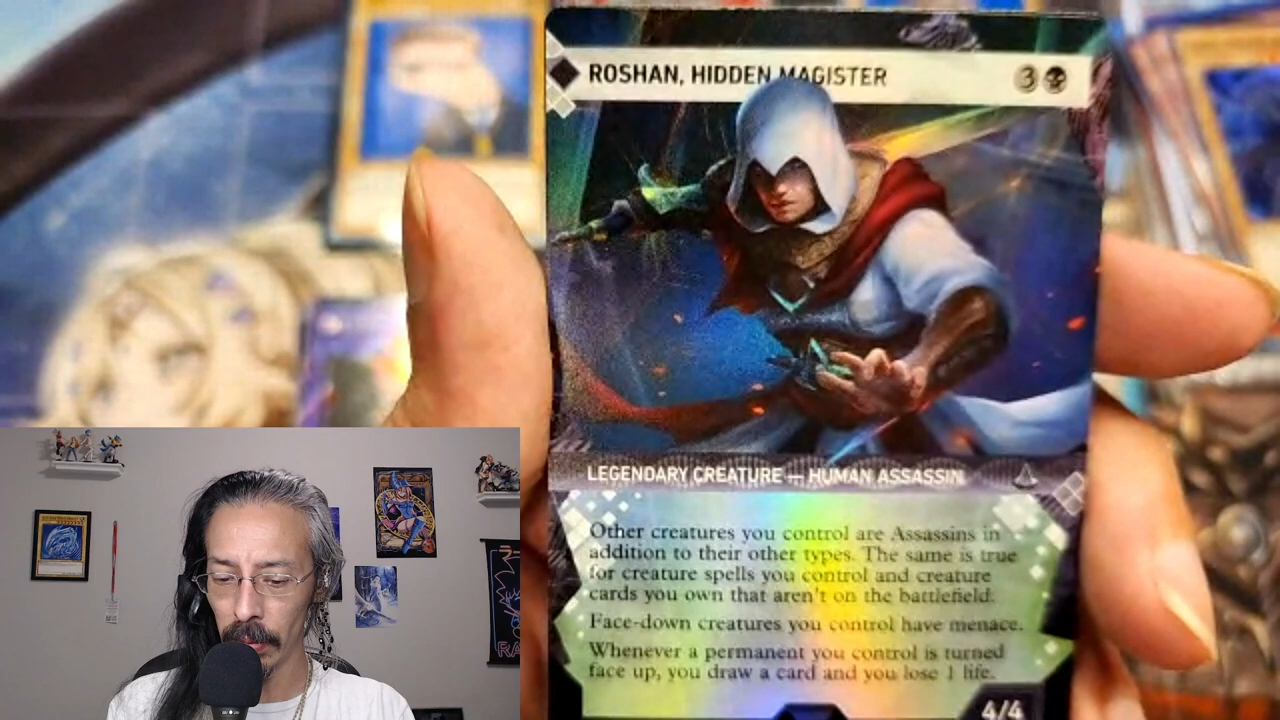 ROSHAN, HIDDEN MAGISTER 3
LEGENDARY CREATURE — HUMAN ASSASSIN
Other creatures you control are Assassins in
addition to their other types. The same is true
for creature spells you control and creature
cards you own that aren't on the battlefield.
Face-down creatures you control have menace.
Whenever a permanent you control is turned
face up, you draw a card and you lose 1 life.
4/4